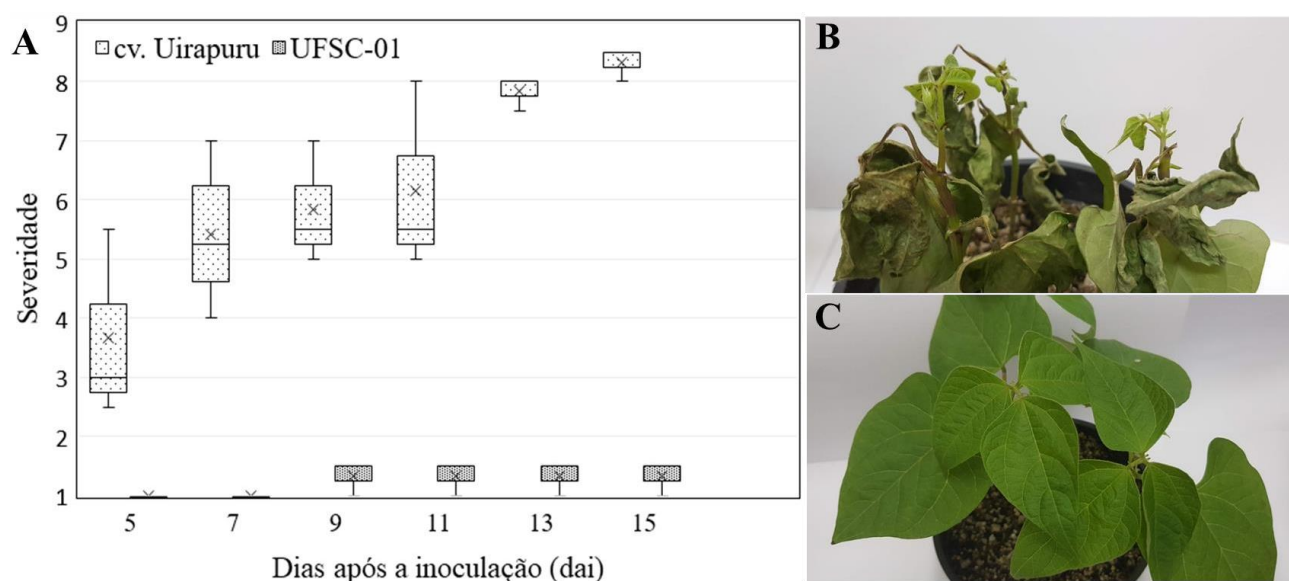 A
cv. Uirapuru UFSC-01
Severidade
9
8
7
6
5
4
3
2
1
5 7 9 11 13 15
Dias após a inoculação (dai)
B
C